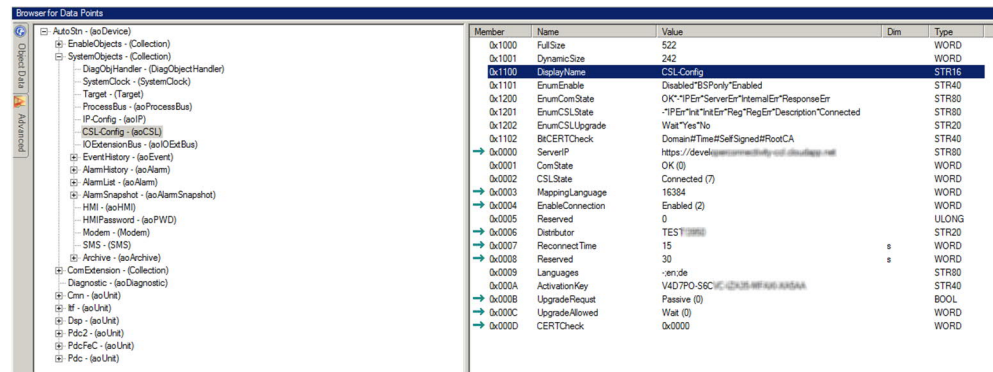 Browser for Data Points
Object Data
Advanced
AutoStn - (aoDevice)
EnableObjects - (Collection)
SystemObjects - (Collection)
DiagObjHandler - (DiagObjectHandler)
SystemClock - (SystemClock)
Target - (Target)
ProcessBus - (aoProcessBus)
IP-Config - (aoIP)
CSL-Config - (aoCSL)
IOExtensionBus - (aoIOExtBus)
EventHistory - (aoEvent)
AlarmHistory - (aoAlarm)
AlarmList - (aoAlarm)
AlarmSnapshot - (aoAlarmSnapshot)
HMI - (aoHMI)
HMIPassword - (aoPWD)
Modem - (Modem)
SMS - (SMS)
Archive - (aoArchive)
ComExtension - (Collection)
Diagnostic - (aoDiagnostic)
Cmn - (aoUnit)
Itf - (aoUnit)
Dsp - (aoUnit)
Pdc2 - (aoUnit)
PdcFeC - (aoUnit)
Pdc - (aoUnit)
Member Name Value Dim Type
0x1000 FullSize 522 WORD
0x1001 DynamicSize 242 WORD
0x1100 DisplayName CSL-Config STR16
0x1101 EnumEnable Disabled*BSPonly*Enabled STR40
0x1200 EnumComState OK*-*IPErr*ServerErr*InternalErr*ResponseErr STR80
0x1201 EnumCSLState -*IPErr*Init*InitErr*Reg*RegErr*Description*Connected STR80
0x1202 EnumCSLUpgrade Wait*Yes*No STR20
0x1102 BitCERTCheck Domain#Time#SelfSigned#RootCA STR40
0x0000 ServerIP https://devel STR80
0x0001 ComState OK (0) WORD
0x0002 CSLState Connected (7) WORD
0x0003 MappingLanguage 16384 WORD
0x0004 EnableConnection Enabled (2) WORD
0x0005 Reserved 0 ULONG
0x0006 Distributor TEST STR20
0x0007 ReconnectTime 15 s WORD
0x0008 Reserved 30 s WORD
0x0009 Languages -;en;de STR80
0x000A ActivationKey V4D7PO-S6C STR40
0x000B UpgradeRequst Passive (0) BOOL
0x000C UpgradeAllowed Wait (0) WORD
0x000D CERTCheck 0x0000 WORD